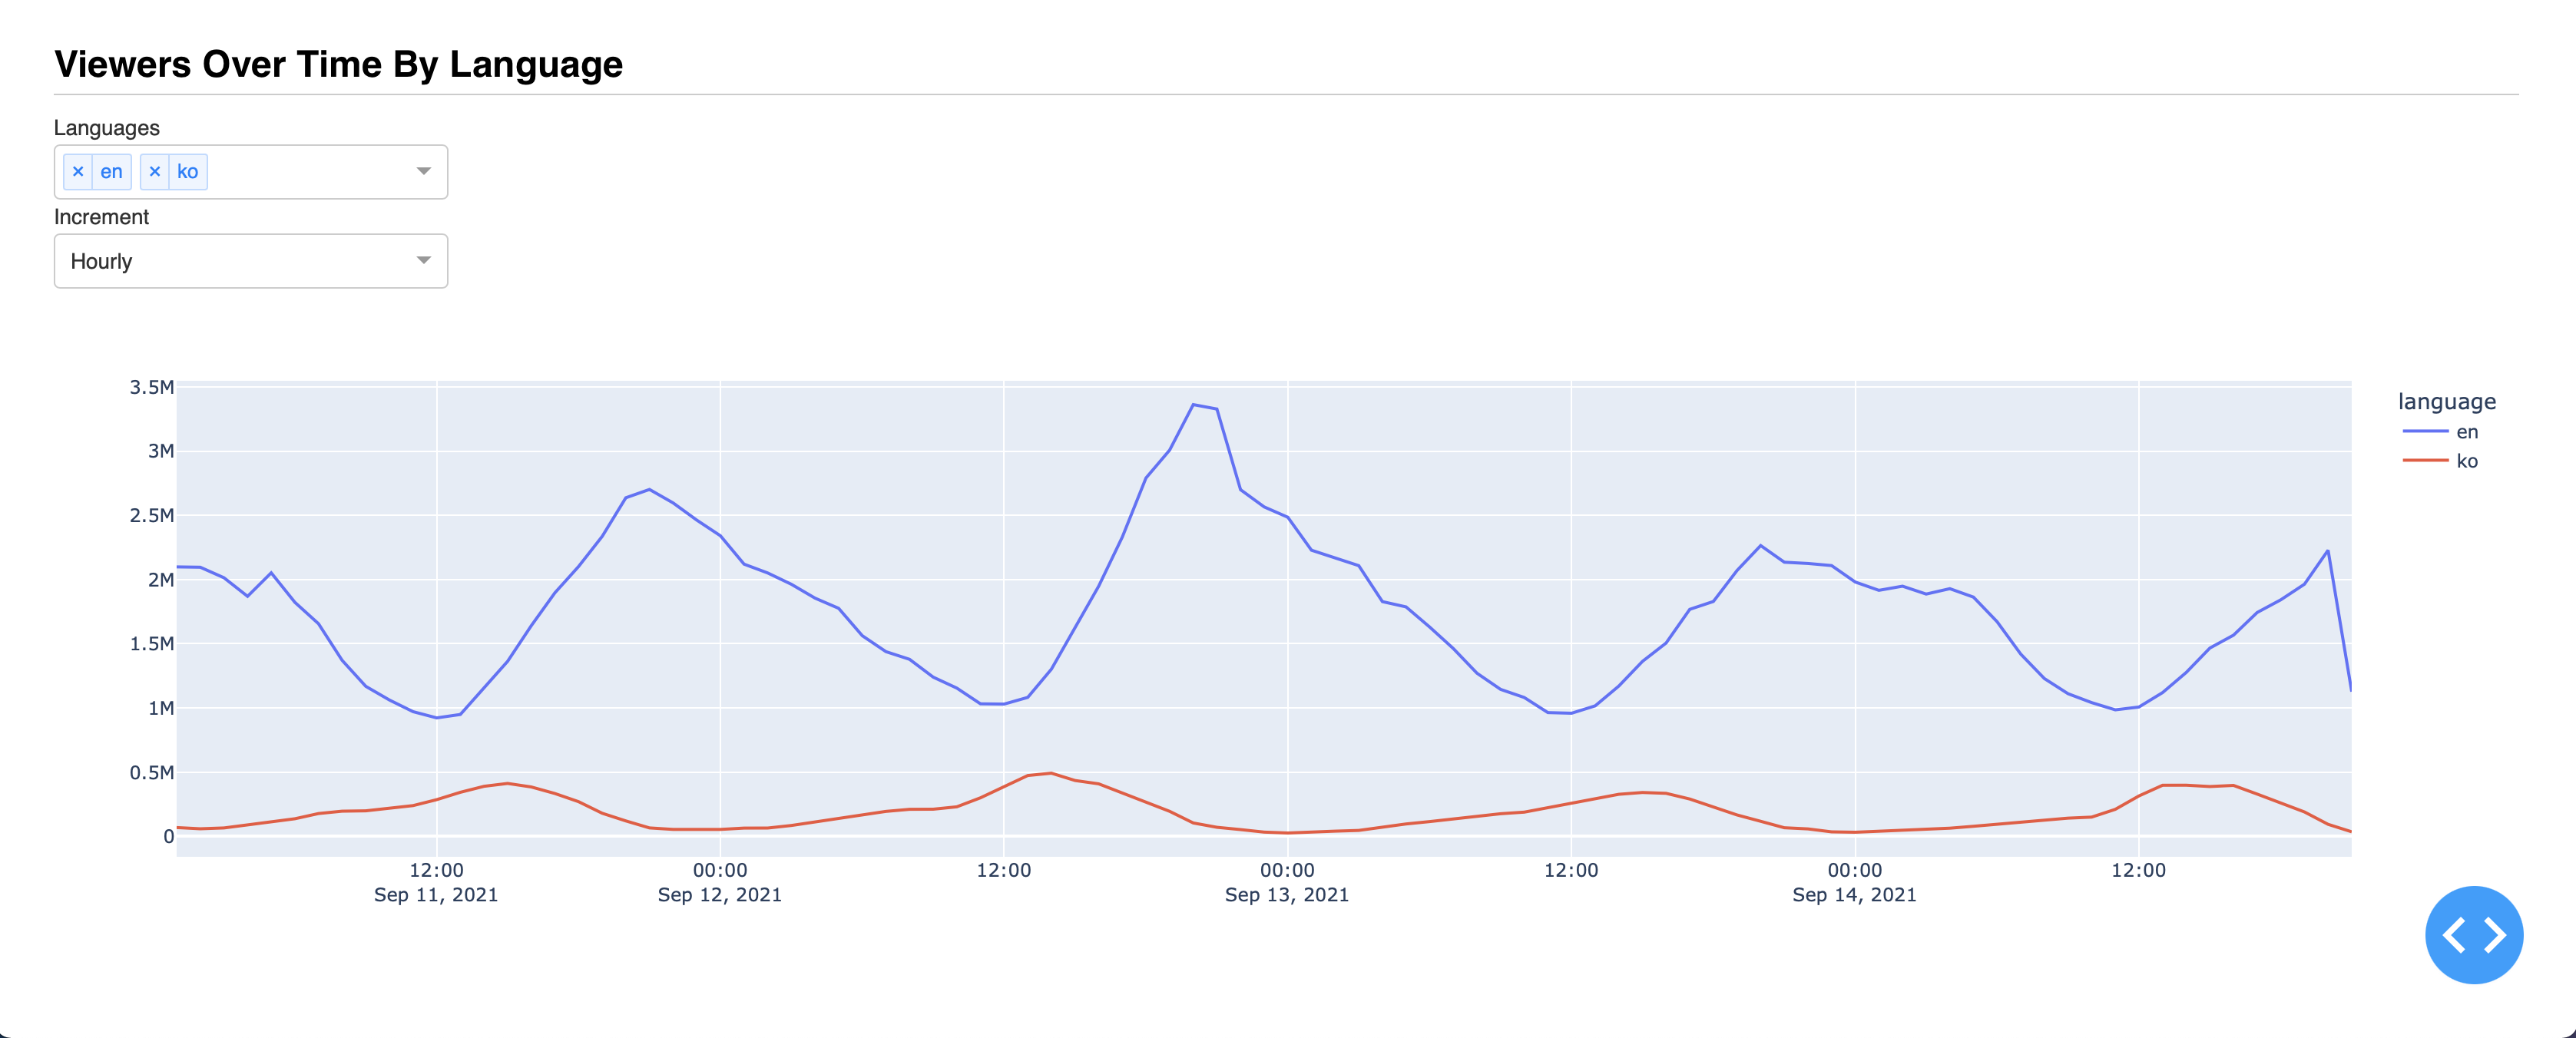 Viewers Over Time By Language
Languages
× en × ko
Increment
Hourly
3.5M
3M
2.5M
2M
1.5M
1M
0.5M
0
12:00 00:00 12:00 00:00 12:00 00:00 12:00
Sep 11, 2021 Sep 12, 2021 Sep 13, 2021 Sep 14, 2021
language
en
ko